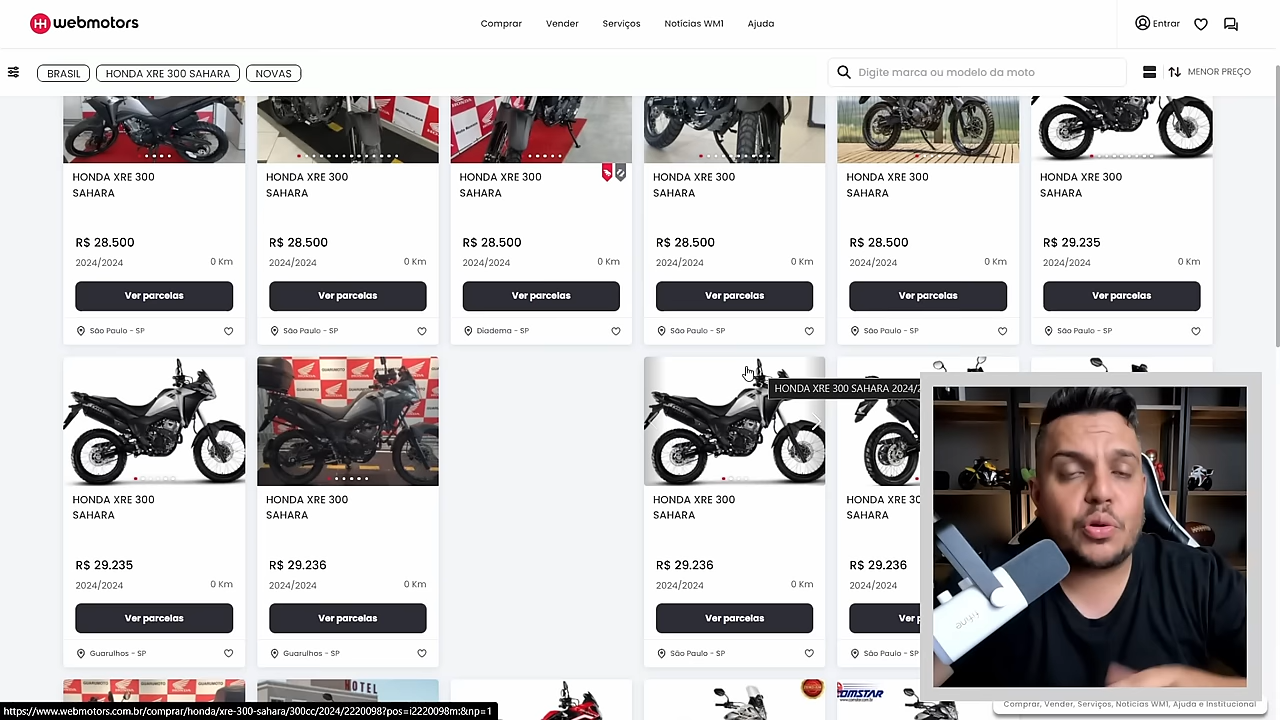 webmotors
Comprar
Vender
Serviços
Notícias WM1
Ajuda
Entrar
BRASIL
HONDA XRE 300 SAHARA
NOVAS
Digite marca ou modelo da moto
MENOR PREÇO
HONDA XRE 300
SAHARA
R$ 28.500
2024/2024
0 Km
Ver parcelas
São Paulo - SP
HONDA XRE 300
SAHARA
R$ 28.500
2024/2024
0 Km
Ver parcelas
São Paulo - SP
HONDA XRE 300
SAHARA
R$ 28.500
2024/2024
0 Km
Ver parcelas
Diadema - SP
HONDA XRE 300
SAHARA
R$ 28.500
2024/2024
0 Km
Ver parcelas
São Paulo - SP
HONDA XRE 300
SAHARA
R$ 28.500
2024/2024
0 Km
Ver parcelas
São Paulo - SP
HONDA XRE 300
SAHARA
R$ 29.235
2024/2024
0 Km
Ver parcelas
São Paulo - SP
HONDA XRE 300
SAHARA
R$ 29.235
2024/2024
0 Km
Ver parcelas
Guarulhos - SP
HONDA XRE 300
SAHARA
R$ 29.236
2024/2024
0 Km
Ver parcelas
Guarulhos - SP
HONDA XRE 300 SAHARA 2024/2
HONDA XRE 300
SAHARA
R$ 29.236
2024/2024
0 Km
Ver parcelas
São Paulo - SP
HONDA
SAHARA
R$ 29.236
2024/2024
Ver
São Paulo - SP
fifine
MOTEL
Comprar, Vender, Serviços, Notícias WM1, Ajuda e Institucional
https://www.webmotors.com.br/comprar/honda/xre-300-sahara/300cc/2024/2220098?pos=i2220098m:&np=1